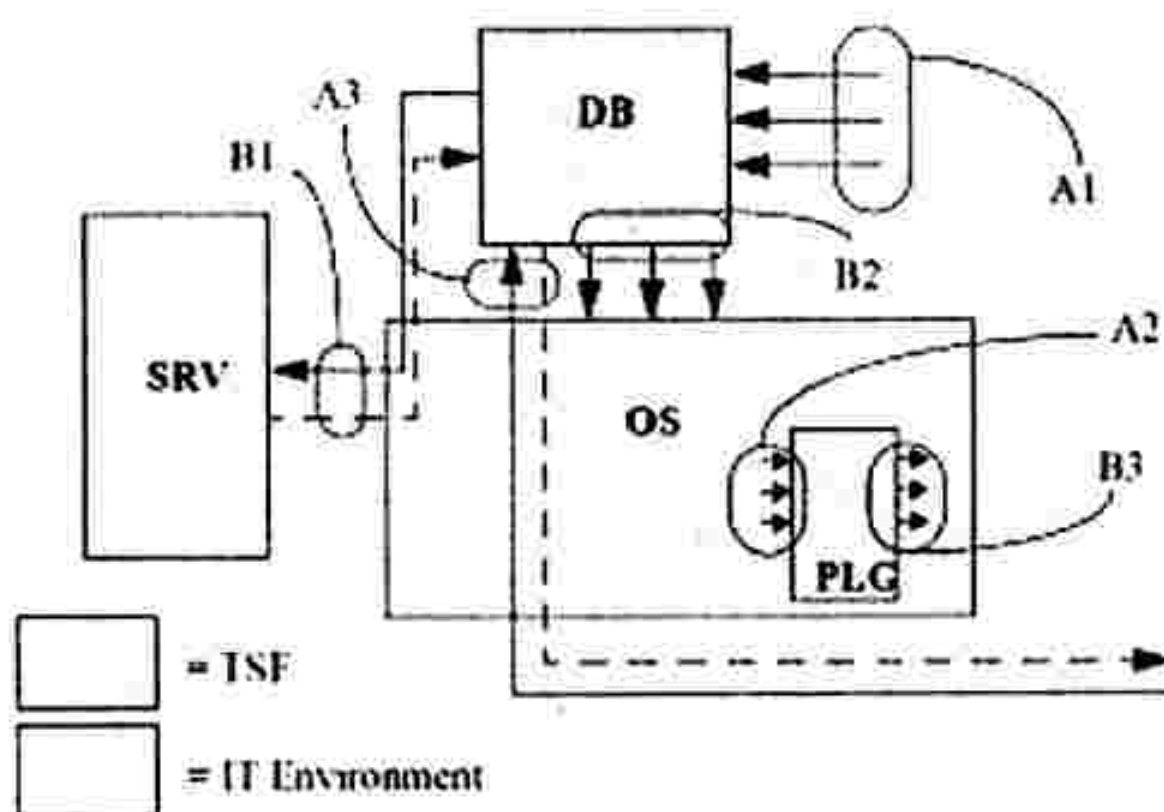 DB
A3
B1
A1
B2
SRV
OS
A2
B3
PLG
= TSF
= IT Environment